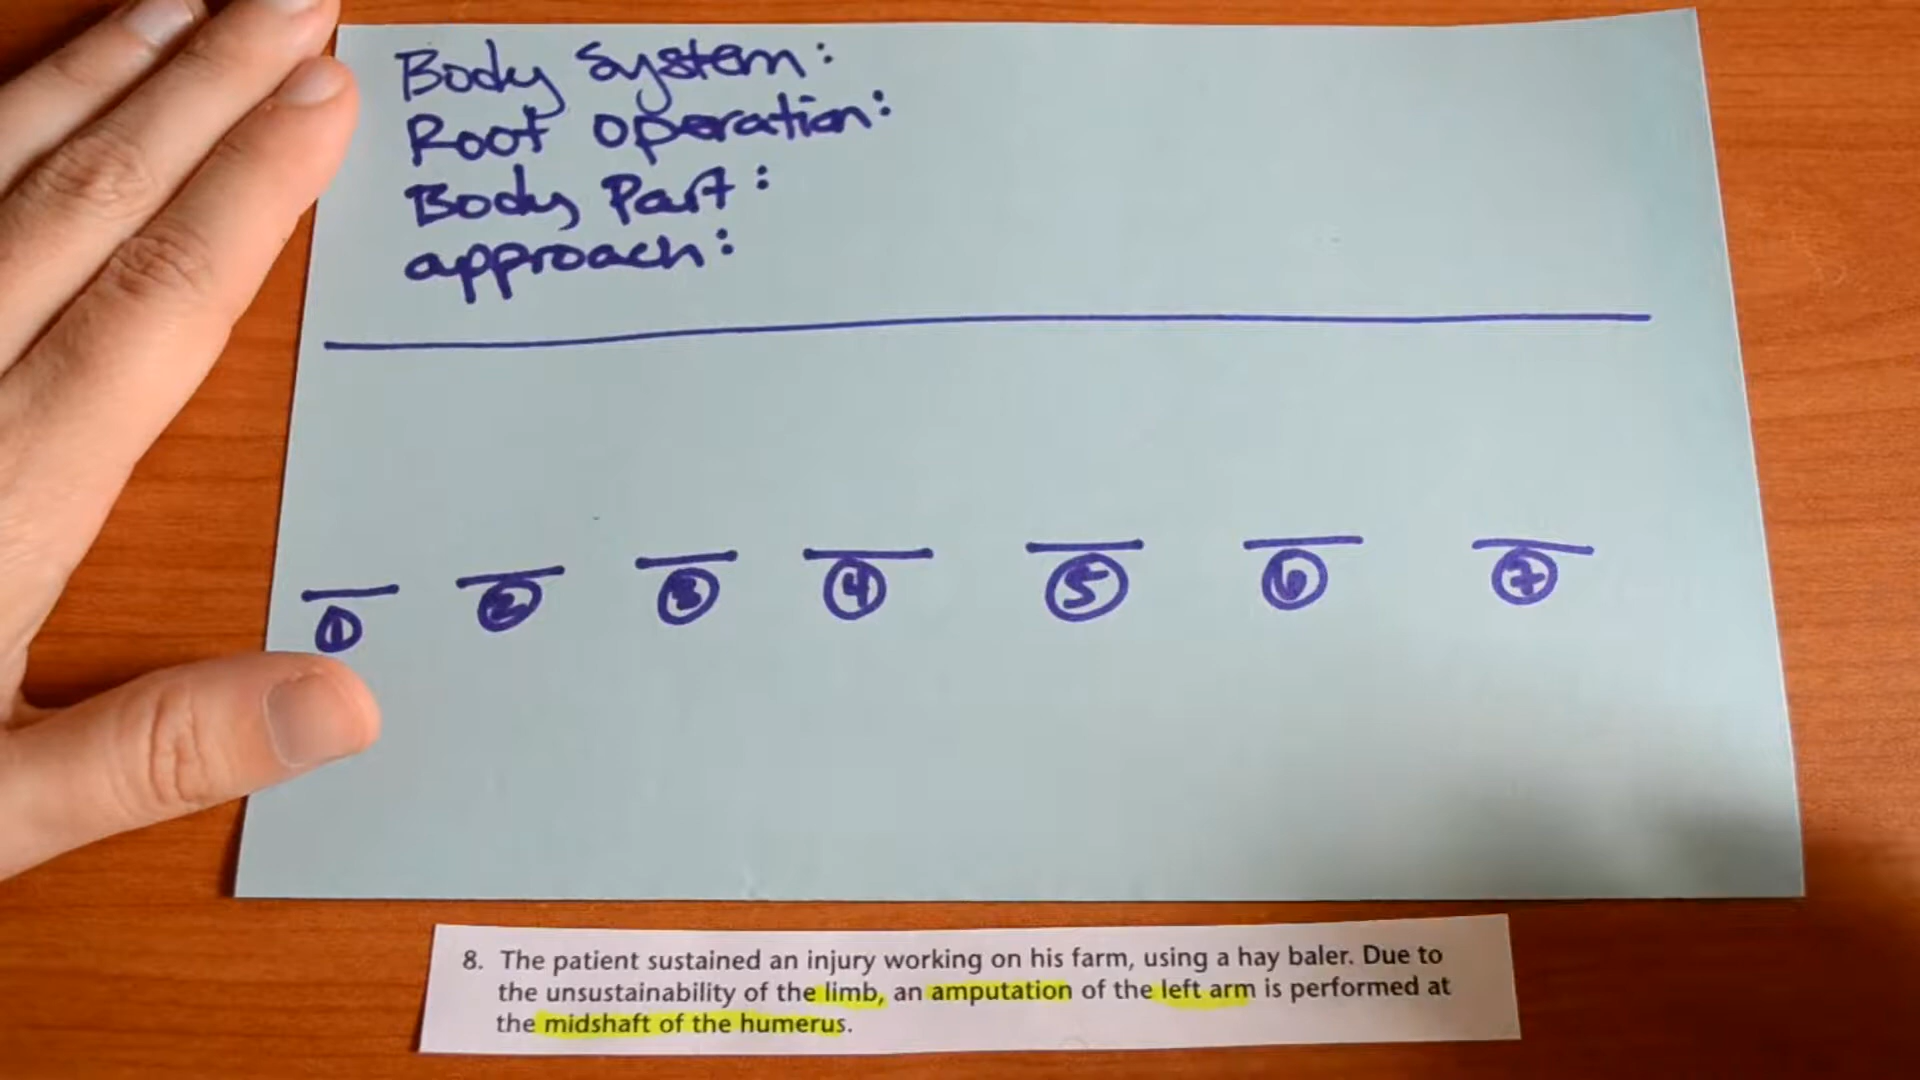 Body System:
Root operation:
Body Part:
approach:
1 2 3 4 5 6 7
8. The patient sustained an injury working on his farm, using a hay baler. Due to
the unsustainability of the limb, an amputation of the left arm is performed at
the midshaft of the humerus.